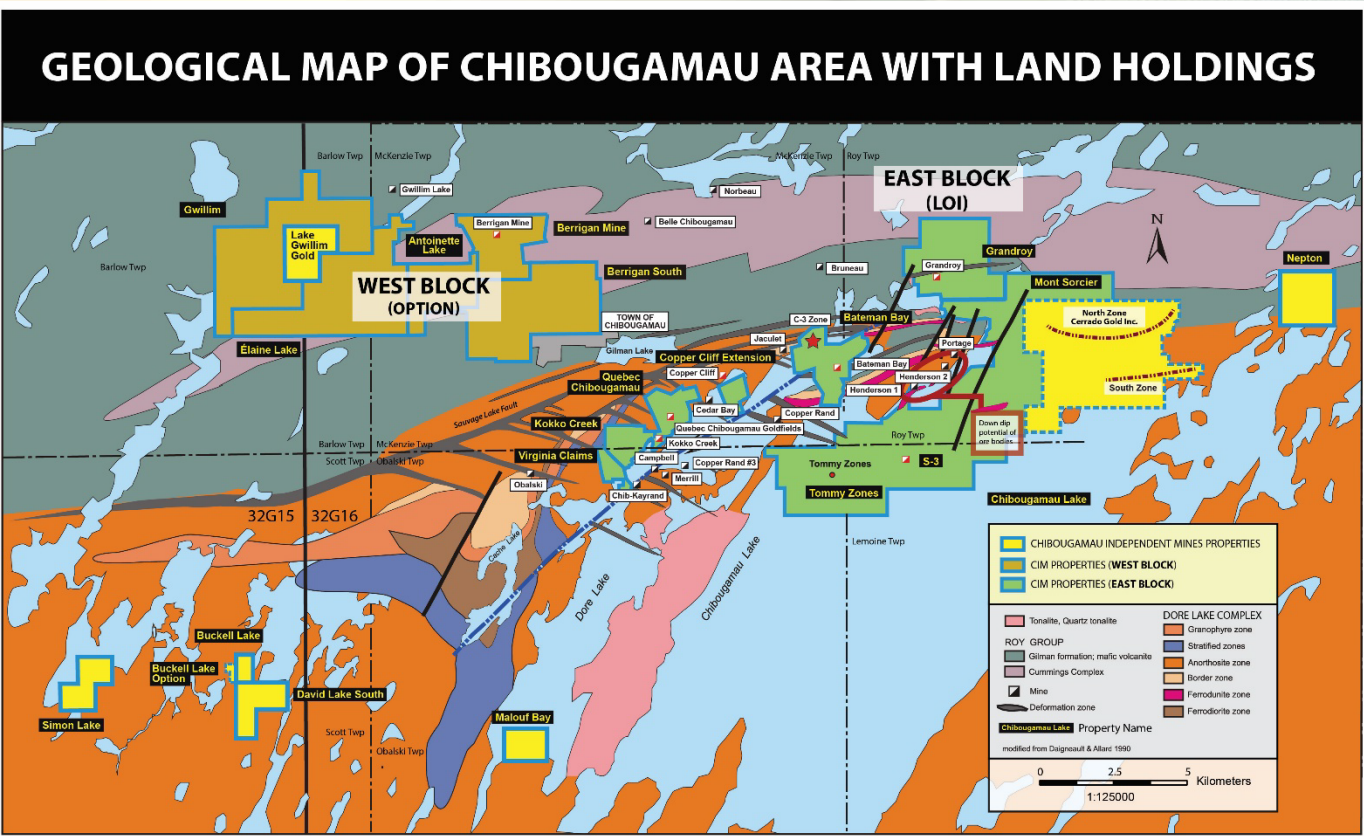 GEOLOGICAL MAP OF CHIBOUGAMAU AREA WITH LAND HOLDINGS
Barlow Twp
McKenzie Twp
McKenzie Twp
Roy Twp
EAST BLOCK
(LOI)
Gwillim Lake
Norbeau
Gwillim
Berrigan Mine
Berrigan Mine
Belle Chibougamau
N
Lake
Gwillim
Gold
Antoinette
Lake
Grandroy
Nepton
Barlow Twp
Berrigan South
Bruneau
Grandroy
Mont Sorcier
WEST BLOCK
(OPTION)
TOWN OF
CHIBOUGAMAU
C-3 Zone
Bateman Bay
North Zone
Cerrado Gold Inc.
Élaine Lake
Gilman Lake
Jaculet
Portage
Copper Cliff Extension
Bateman Bay
Copper Cliff
Henderson 2
Quebec
Chibougamau
Henderson 1
South Zone
Sauvage Lake Fault
Cedar Bay
Copper Rand
Kokko Creek
Quebec Chibougamau Goldfields
Down dip
potential of
ore bodies
Barlow Twp
McKenzie Twp
Kokko Creek
Roy Twp
Scott Twp
Obalski Twp
Virginia Claims
Campbell
Copper Rand #3
Tommy Zones
S-3
Obalski
Merrill
Chib-Kayrand
Tommy Zones
Chibougamau Lake
32G15
32G16
Cache Lake
Dore Lake
Chibougamau Lake
Lemoine Twp
Buckell Lake
Buckell Lake
Option
David Lake South
Simon Lake
Malouf Bay
Scott Twp
Obalski Twp
CHIBOUGAMAU INDEPENDENT MINES PROPERTIES
CIM PROPERTIES (WEST BLOCK)
CIM PROPERTIES (EAST BLOCK)
Tonalite, Quartz tonalite
ROY GROUP
Gilman formation; mafic volcanite
Cummings Complex
Mine
Deformation zone
Chibougamau Lake
Property Name
modified from Daigneault & Allard 1990
DORE LAKE COMPLEX
Granophyre zone
Stratified zones
Anorthosite zone
Border zone
Ferrodunite zone
Ferrodiorite zone
0
2.5
5
Kilometers
1:125000